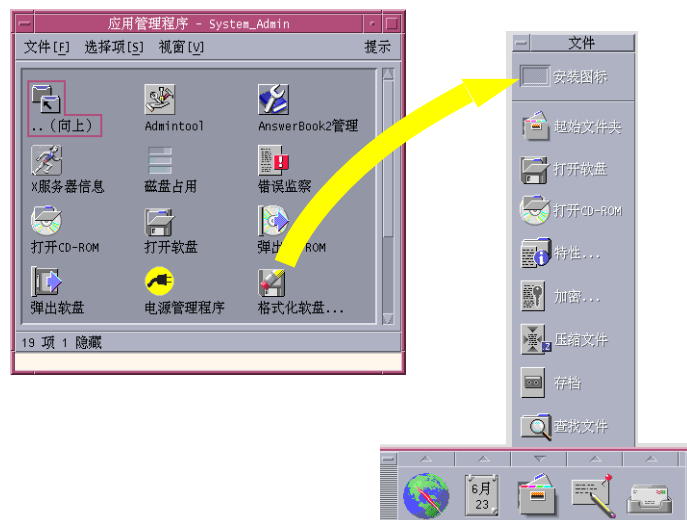 应用管理程序 - System_Admin
文件[F] 选择项[S] 视窗[V] 提示
..（向上）
Admintool
AnswerBook2管理
X服务器信息
磁盘占用
错误监察
打开CD-ROM
打开软盘
弹出 ROM
弹出软盘
电源管理程序
格式化软盘...
19 项 1 隐藏
文件
安装图标
起始文件夹
打开软盘
打开CD-ROM
特性...
加密...
压缩文件
存档
查找文件
6月
23